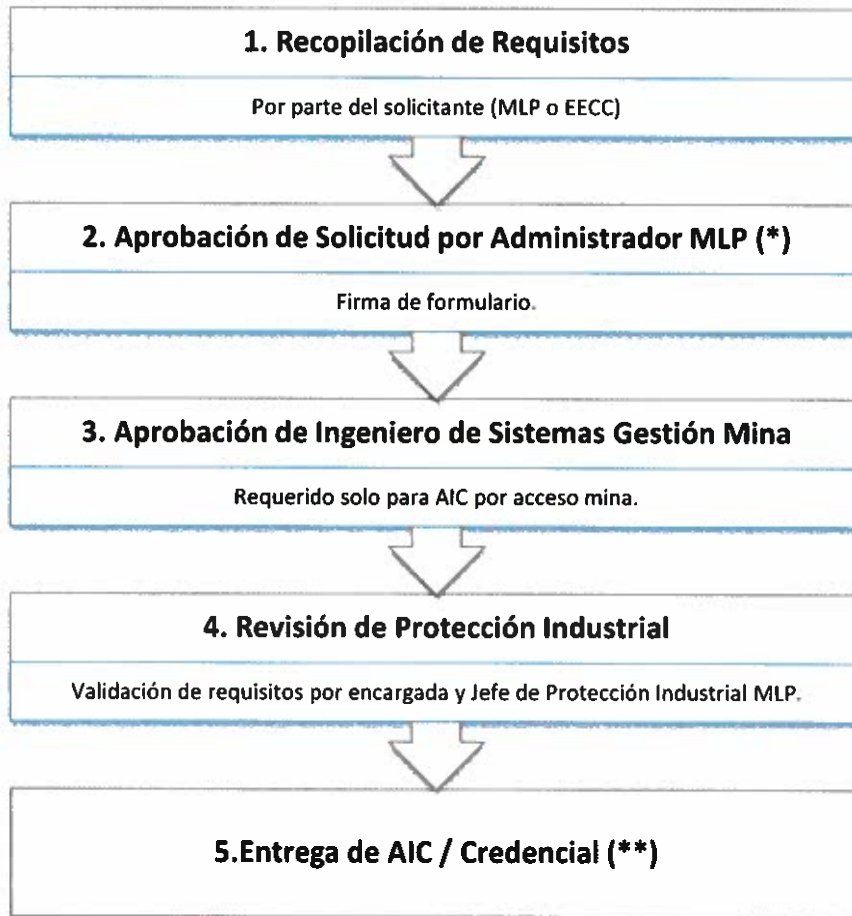 1. Recopilación de Requisitos
Por parte del solicitante (MLP o EECC)
2. Aprobación de Solicitud por Administrador MLP (*)
Firma de formulario.
3. Aprobación de Ingeniero de Sistemas Gestión Mina
Requerido solo para AIC por acceso mina.
4. Revisión de Protección Industrial
Validación de requisitos por encargada y Jefe de Protección Industrial MLP.
5.Entrega de AIC / Credencial (**)